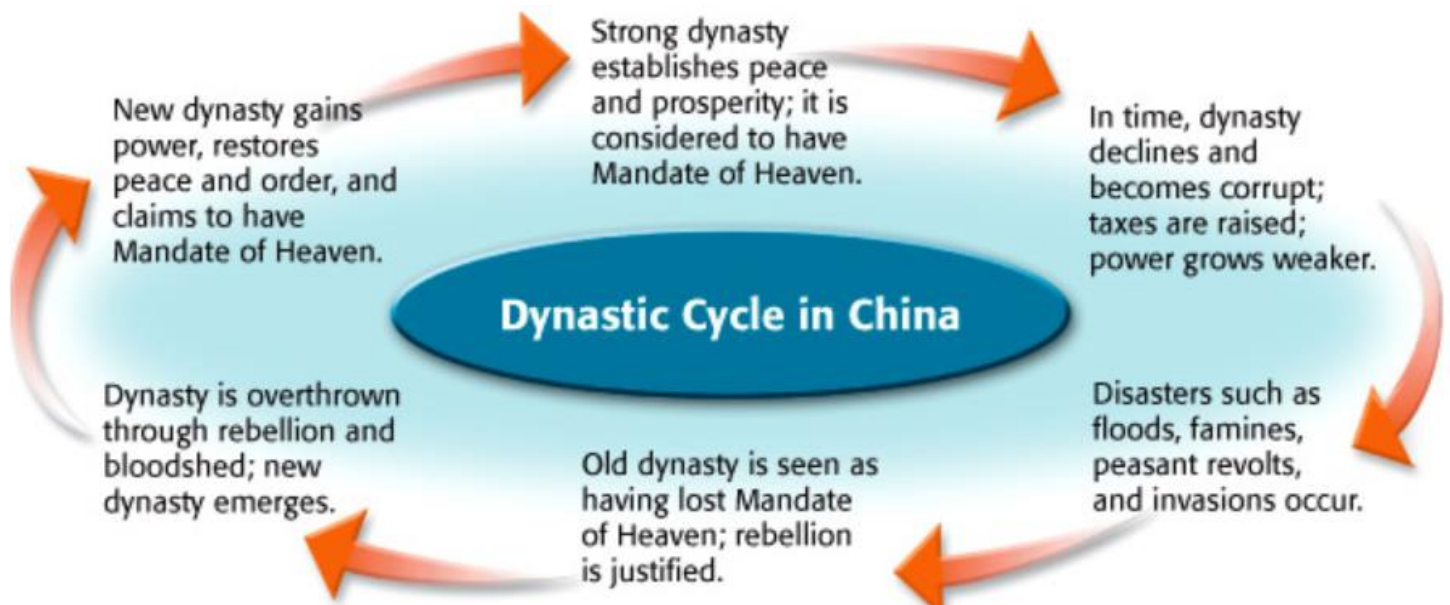 Strong dynasty
establishes peace
and prosperity; it is
considered to have
Mandate of Heaven.
In time, dynasty
declines and
becomes corrupt;
taxes are raised;
power grows weaker.
Disasters such as
floods, famines,
peasant revolts,
and invasions occur.
Old dynasty is seen as
having lost Mandate
of Heaven; rebellion
is justified.
Dynasty is overthrown
through rebellion and
bloodshed; new
dynasty emerges.
New dynasty gains
power, restores
peace and order, and
claims to have
Mandate of Heaven.
Dynastic Cycle in China